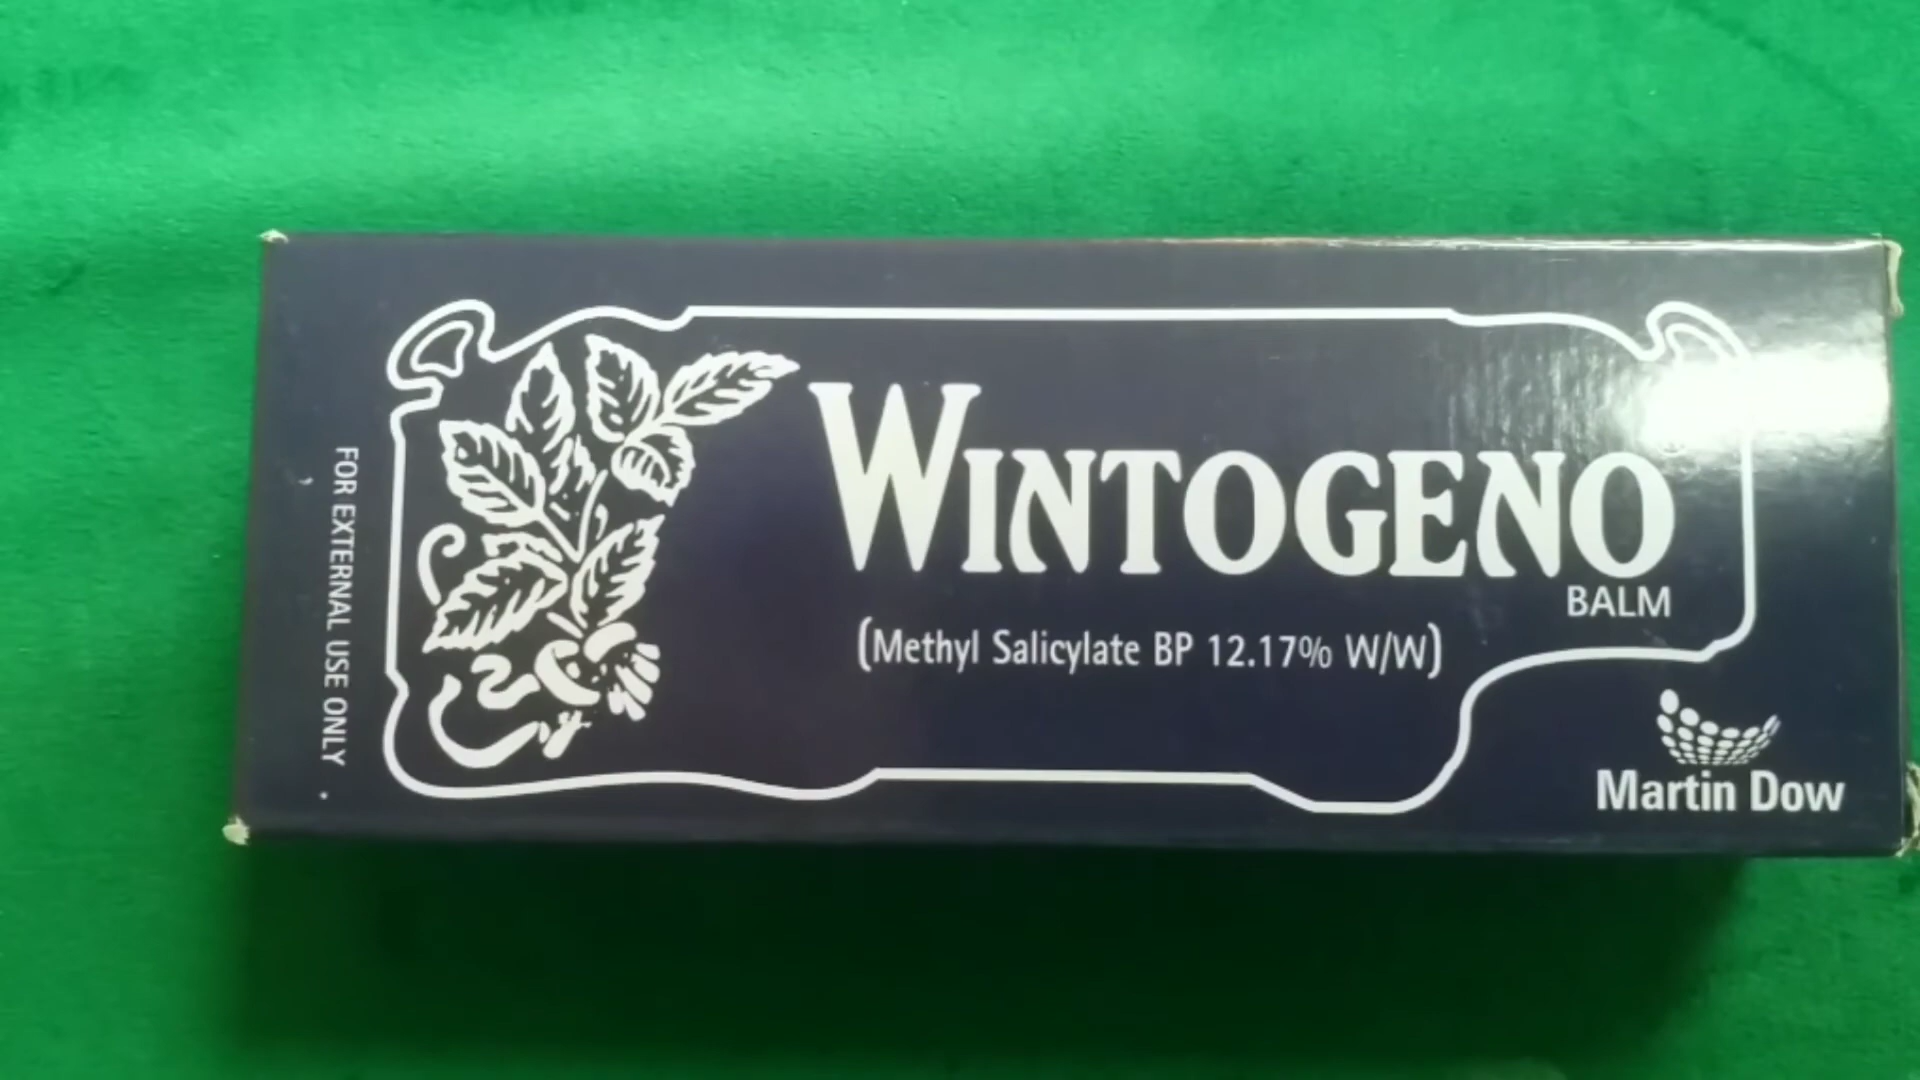 FOR EXTERNAL USE ONLY
WINTOGENO
BALM
(Methyl Salicylate BP 12.17% W/W)
Martin Dow